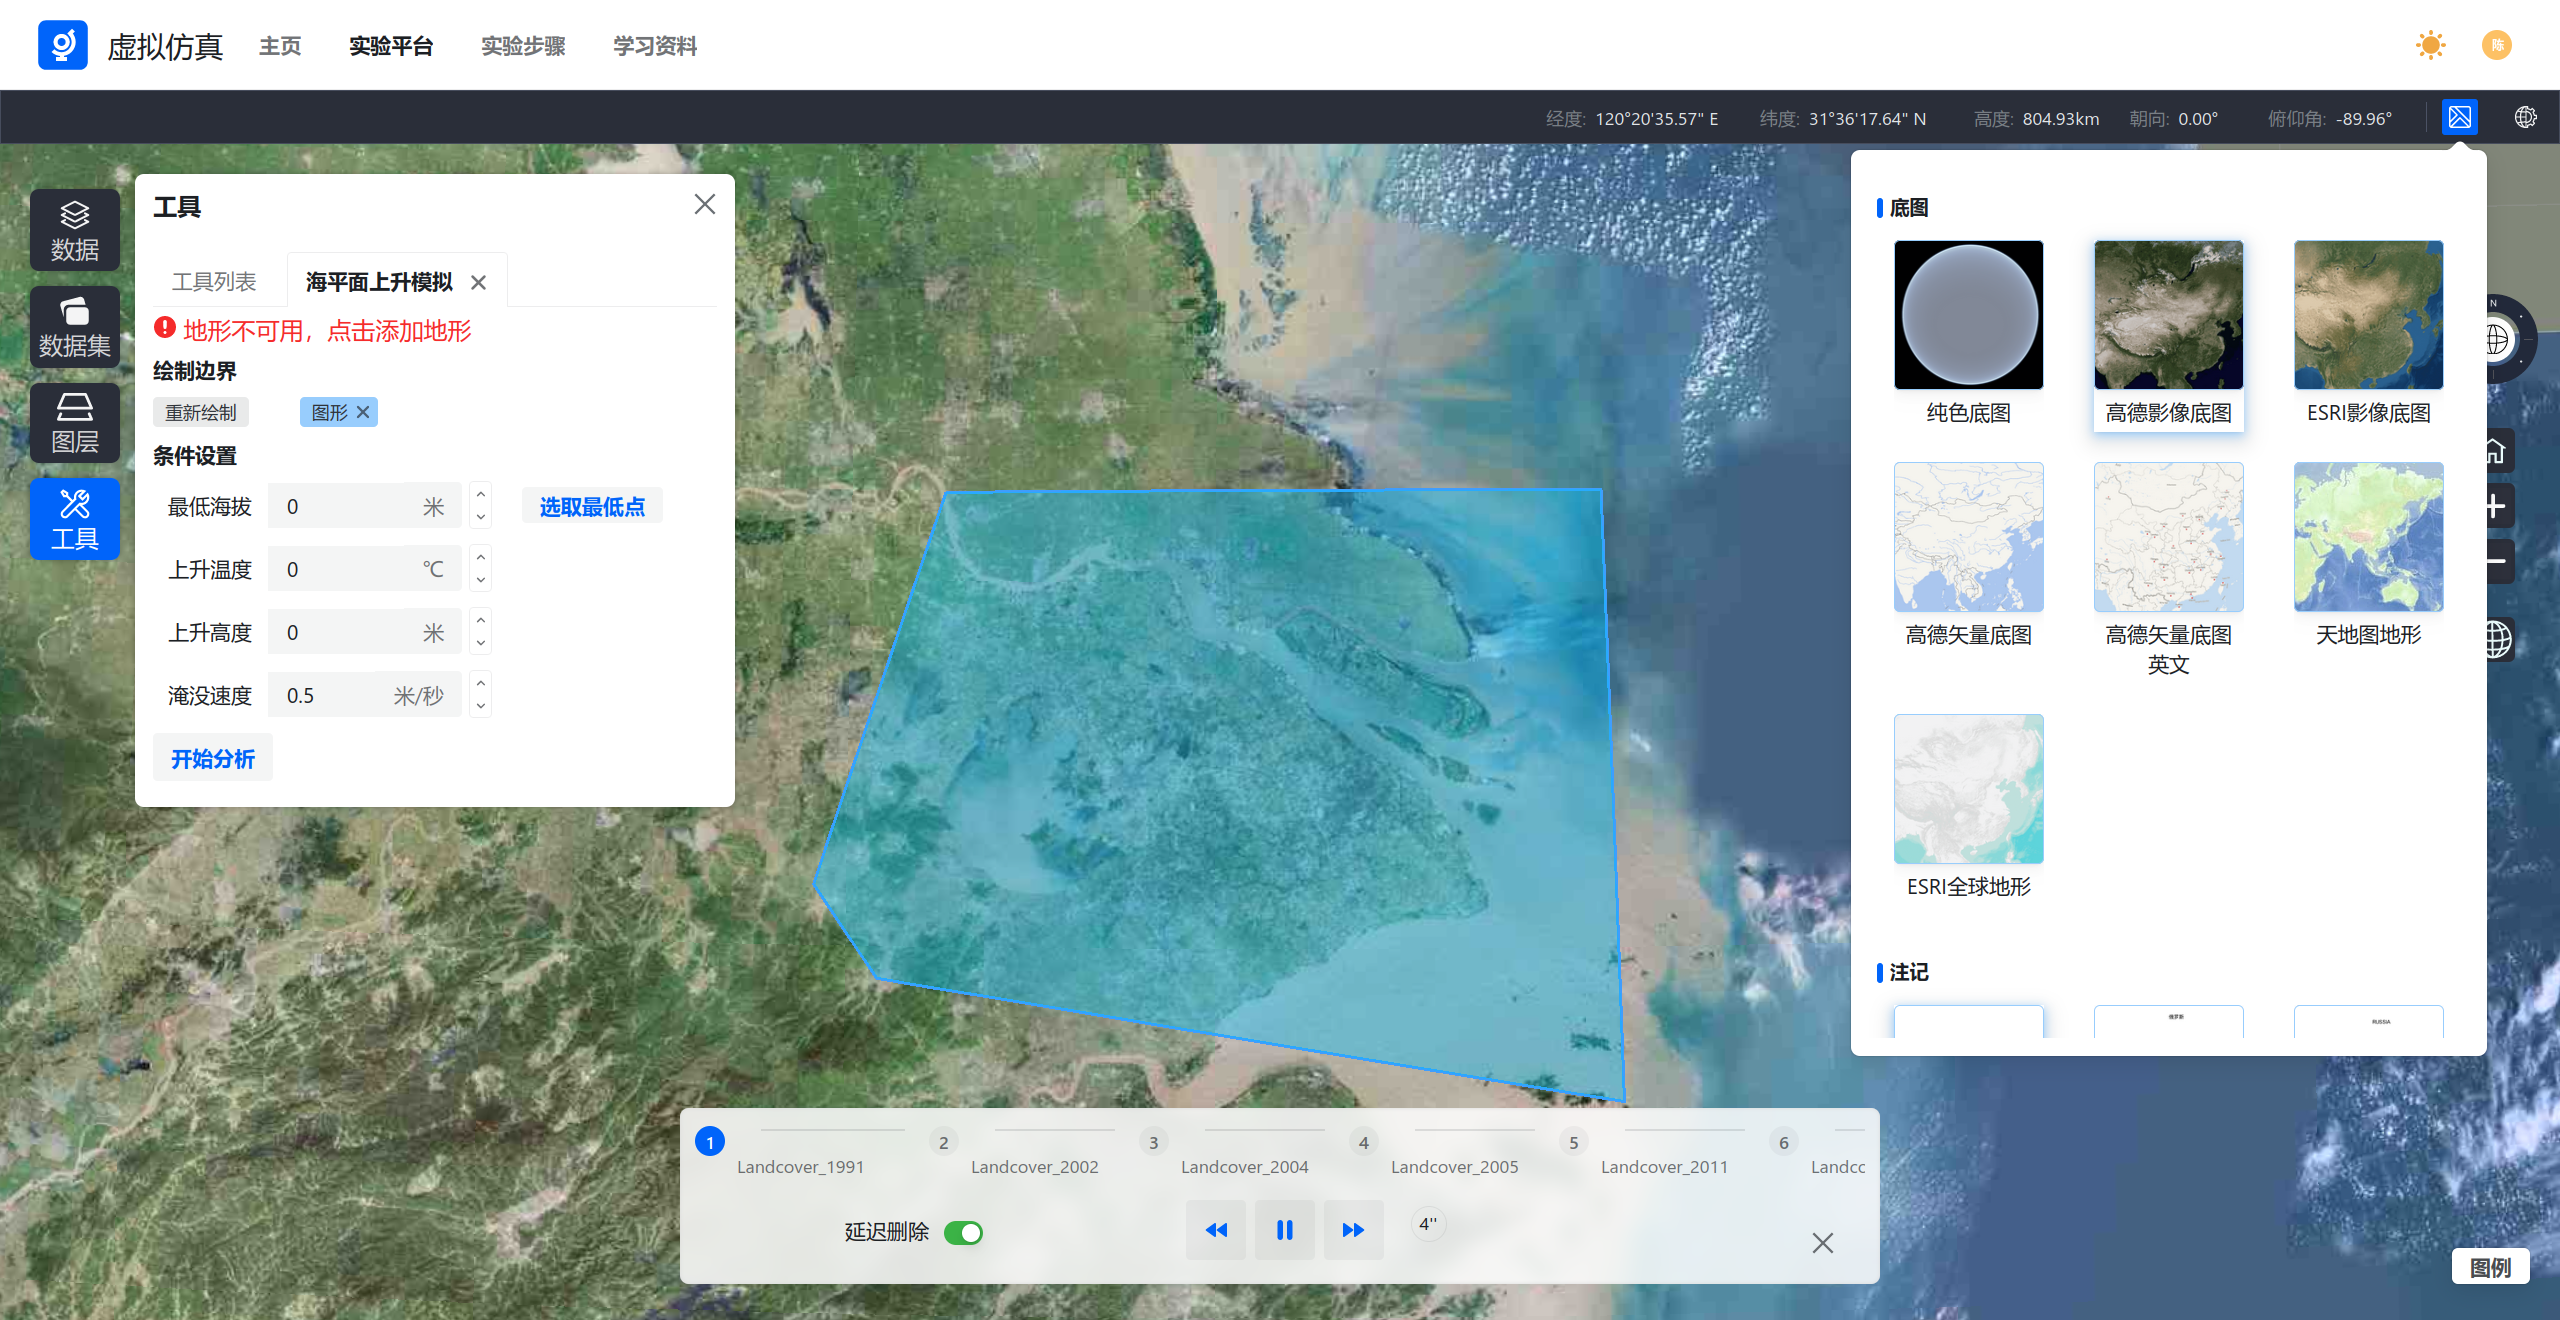 虚拟仿真
主页
实验平台
实验步骤
学习资料
陈
经度: 120°20'35.57" E
纬度: 31°36'17.64" N
高度: 804.93km
朝向: 0.00°
俯仰角: -89.96°
数据
数据集
图层
工具
工具
工具列表
海平面上升模拟
地形不可用，点击添加地形
绘制边界
重新绘制
图形
条件设置
最低海拔 0 米
选取最低点
上升温度 0 ℃
上升高度 0 米
淹没速度 0.5 米/秒
开始分析
底图
纯色底图
高德影像底图
ESRI影像底图
高德矢量底图
高德矢量底图
英文
天地图地形
ESRI全球地形
注记
俄罗斯
RUSSIA
N
1
Landcover_1991
2
Landcover_2002
3
Landcover_2004
4
Landcover_2005
5
Landcover_2011
6
Landcc
延迟删除
4''
图例